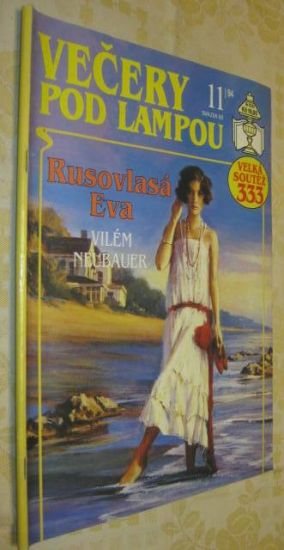 VEČERY
POD LAMPOU
11/94
VELKÁ
SOUTĚŽ
333
Rusovlasá
Eva
VILÉM
NEUBAUER